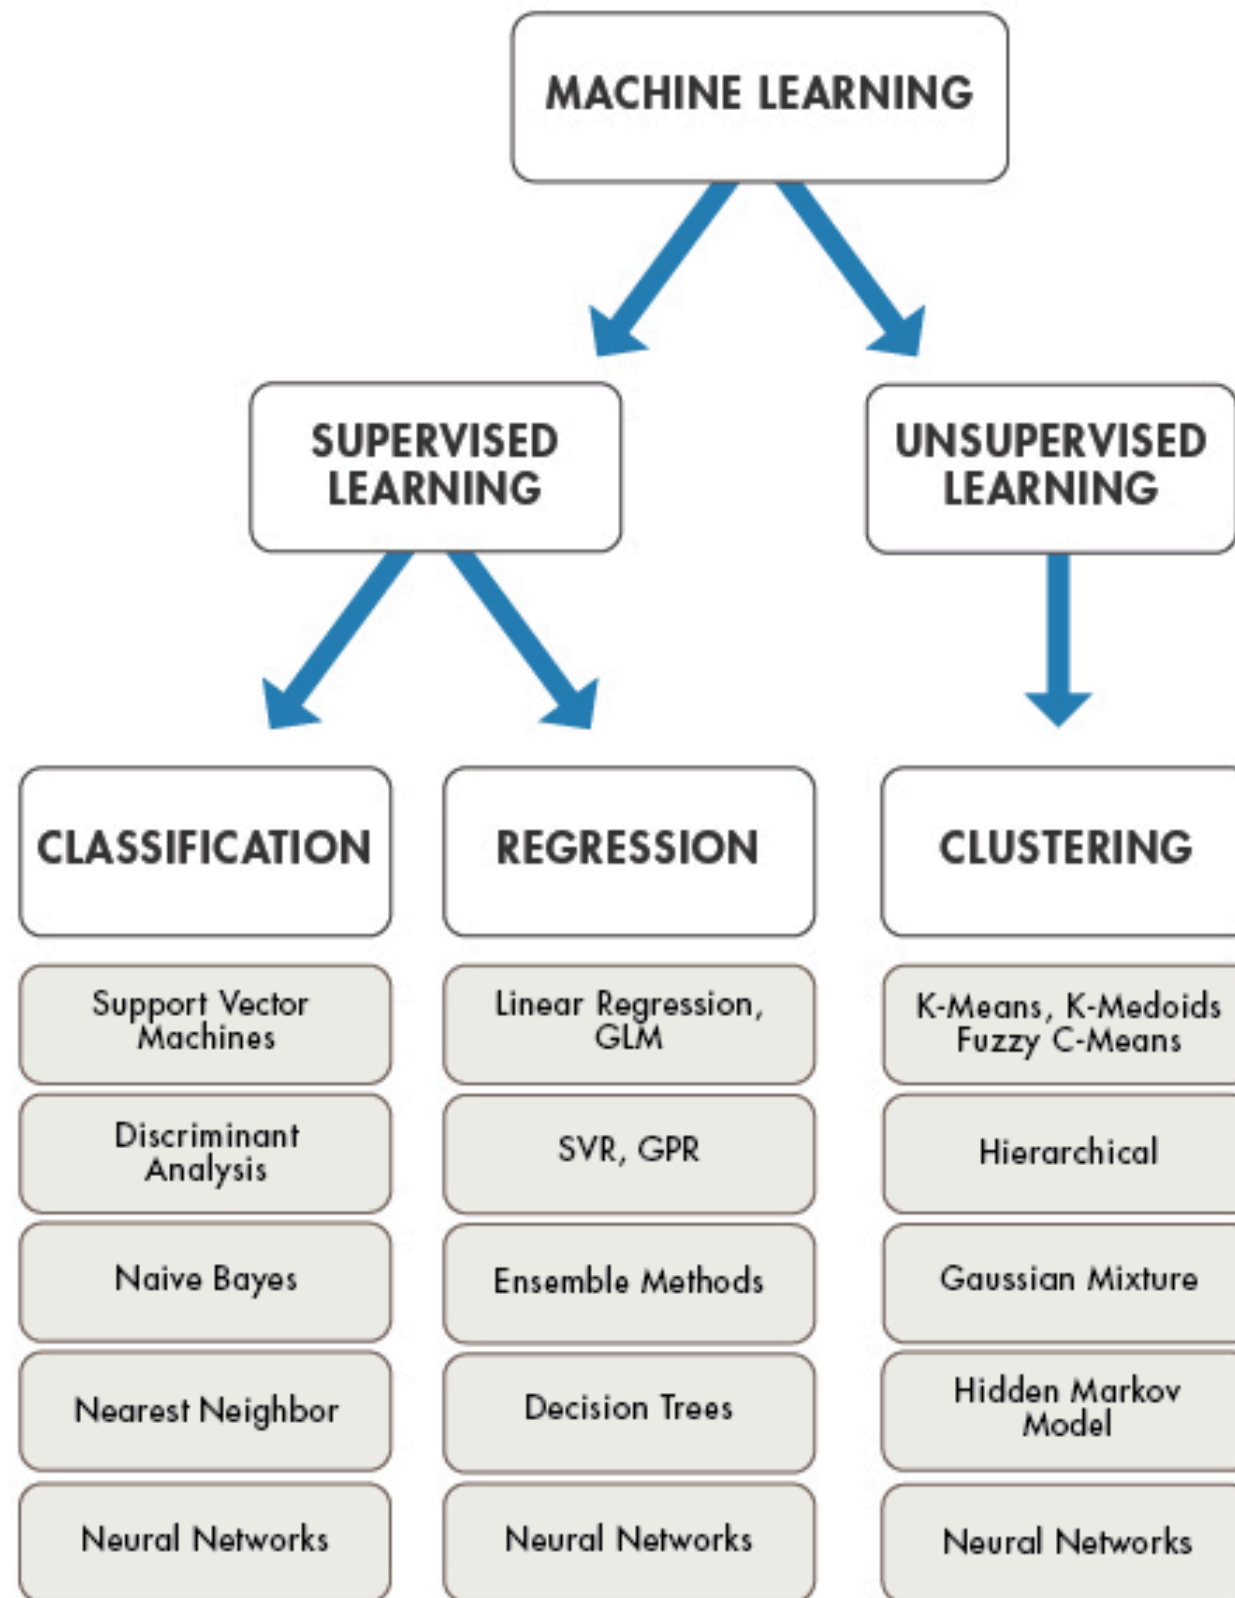 MACHINE LEARNING
SUPERVISED
LEARNING
UNSUPERVISED
LEARNING
CLASSIFICATION
REGRESSION
CLUSTERING
Support Vector
Machines
Linear Regression,
GLM
K-Means, K-Medoids
Fuzzy C-Means
Discriminant
Analysis
SVR, GPR
Hierarchical
Naive Bayes
Ensemble Methods
Gaussian Mixture
Nearest Neighbor
Decision Trees
Hidden Markov
Model
Neural Networks
Neural Networks
Neural Networks